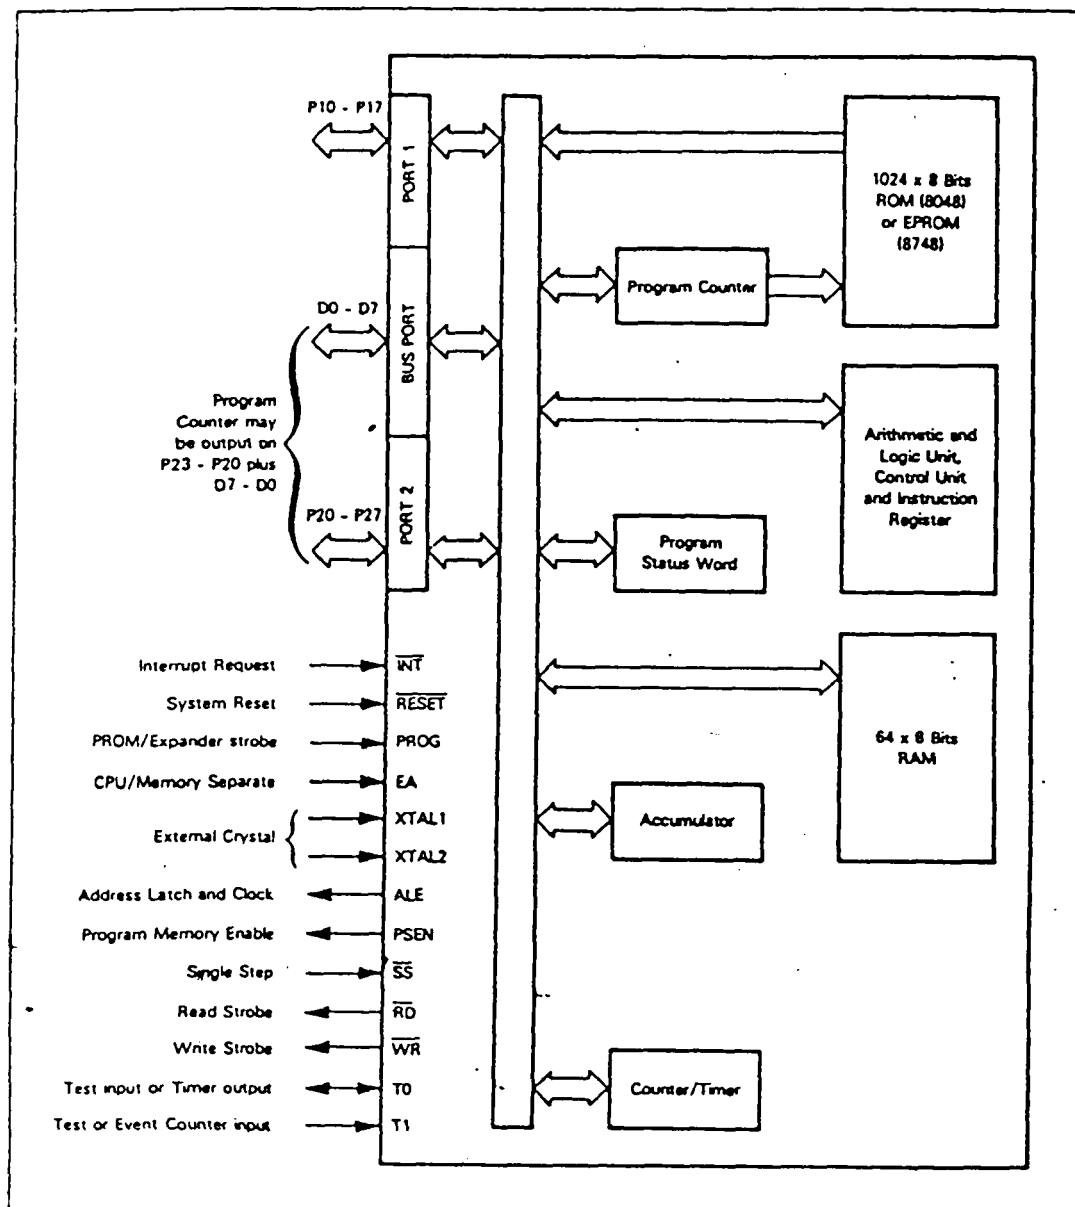 P10 - P17
PORT 1
1024 x 8 Bits
ROM (8048)
or EPROM
(8748)
Program Counter
D0 - D7
BUS PORT
Program
Counter may
be output on
P23 - P20 plus
D7 - D0
Arithmetic and
Logic Unit,
Control Unit
and Instruction
Register
P20 - P27
PORT 2
Program
Status Word
Interrupt Request
INT
System Reset
RESET
PROM/Expander strobe
PROG
64 x 8 Bits
RAM
CPU/Memory Separate
EA
External Crystal
XTAL1
XTAL2
Accumulator
Address Latch and Clock
ALE
Program Memory Enable
PSEN
Single Step
SS
Read Strobe
RD
Write Strobe
WR
Test input or Timer output
T0
Counter/Timer
Test or Event Counter input
T1